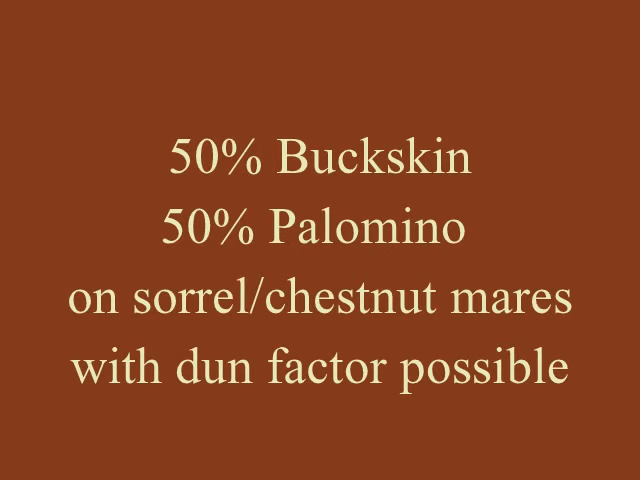 50% Buckskin
50% Palomino
on sorrel/chestnut mares
with dun factor possible